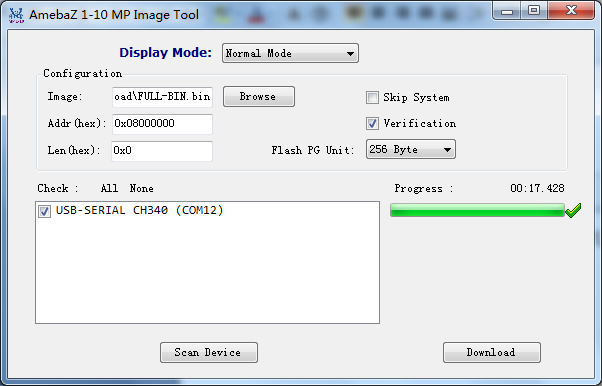 AmebaZ 1-10 MP Image Tool
Display Mode: Normal Mode
Configuration
Image: oad\FULL-BIN.bin Browse Skip System
Addr(hex): 0x08000000 Verification
Len(hex): 0x0 Flash PG Unit: 256 Byte
Check : All None Progress : 00:17.428
USB-SERIAL CH340 (COM12)
Scan Device Download